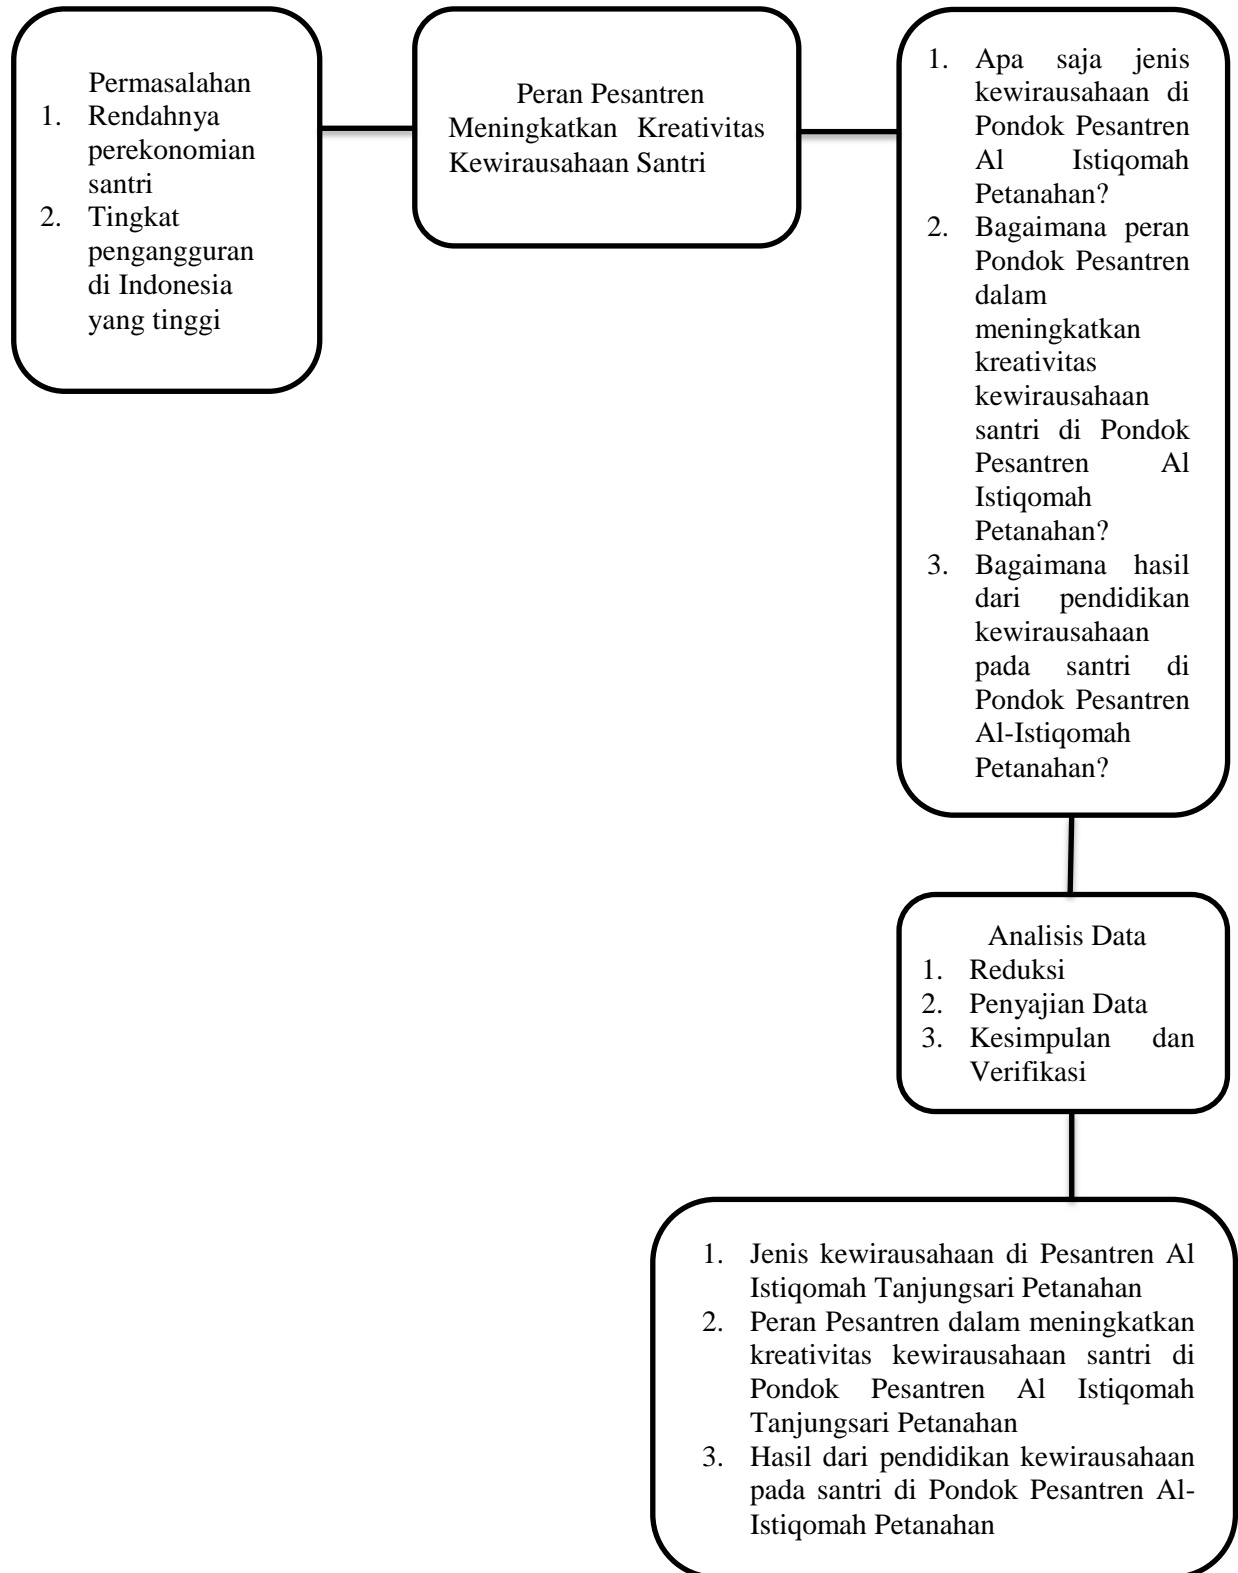 Permasalahan
1. Rendahnya
perekonomian
santri
2. Tingkat
pengangguran
di Indonesia
yang tinggi
Peran Pesantren
Meningkatkan Kreativitas
Kewirausahaan Santri
1. Apa saja jenis
kewirausahaan di
Pondok Pesantren
Al Istiqomah
Petanahan?
2. Bagaimana peran
Pondok Pesantren
dalam
meningkatkan
kreativitas
kewirausahaan
santri di Pondok
Pesantren Al
Istiqomah
Petanahan?
3. Bagaimana hasil
dari pendidikan
kewirausahaan
pada santri di
Pondok Pesantren
Al-Istiqomah
Petanahan?
Analisis Data
1. Reduksi
2. Penyajian Data
3. Kesimpulan dan
Verifikasi
1. Jenis kewirausahaan di Pesantren Al
Istiqomah Tanjungsari Petanahan
2. Peran Pesantren dalam meningkatkan
kreativitas kewirausahaan santri di
Pondok Pesantren Al Istiqomah
Tanjungsari Petanahan
3. Hasil dari pendidikan kewirausahaan
pada santri di Pondok Pesantren Al-
Istiqomah Petanahan